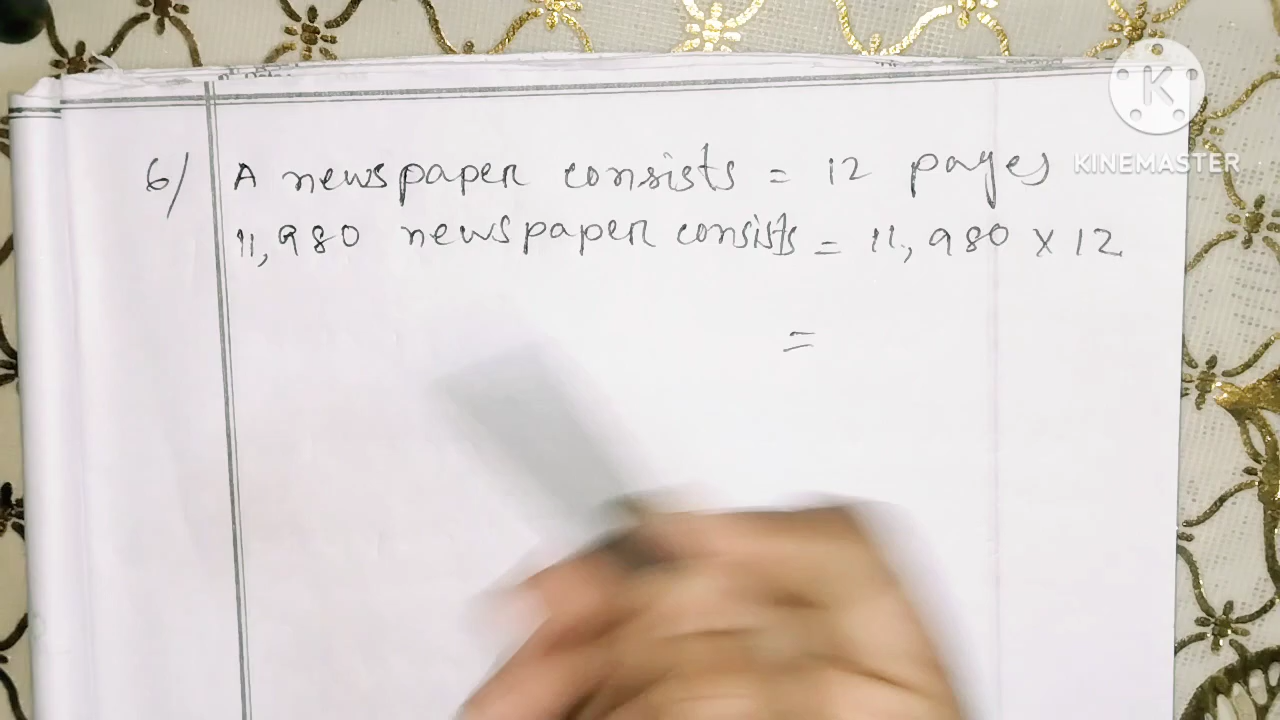 K
KINEMASTER
6/ A newspaper consists = 12 pages
11,980 newspaper consists = 11,980 x 12
=